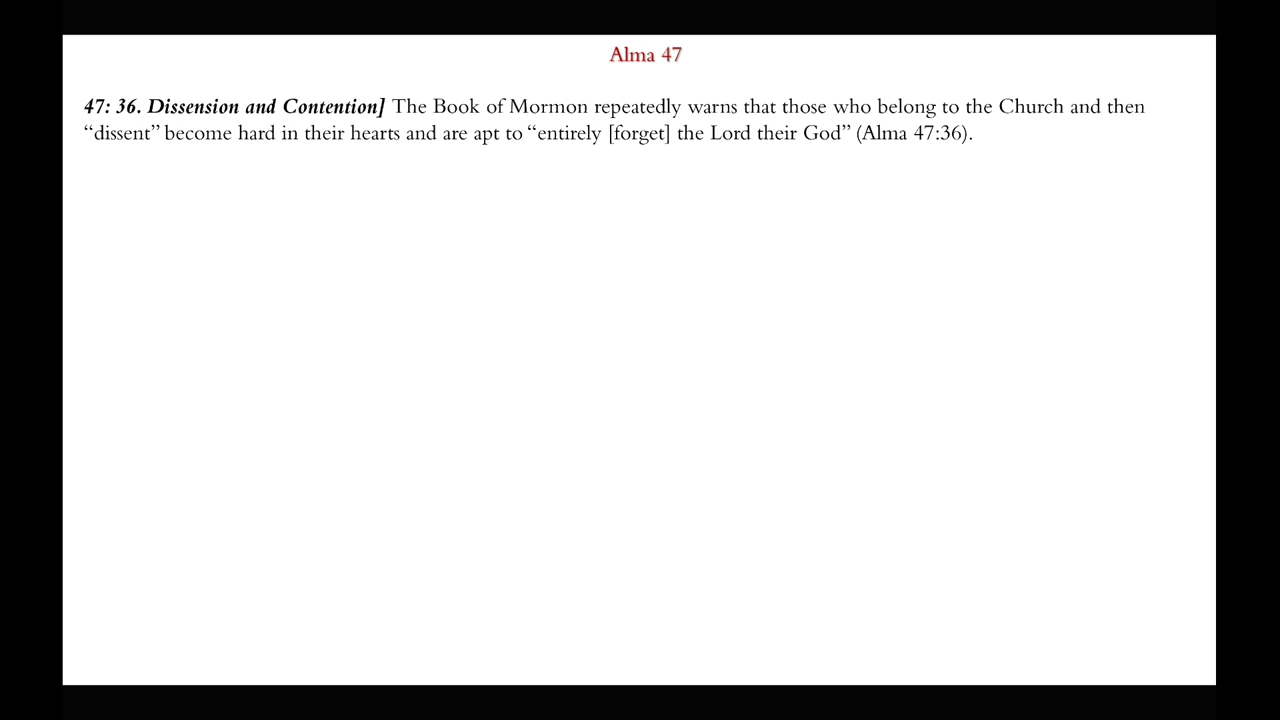 Alma 47
47: 36. Dissension and Contention] The Book of Mormon repeatedly warns that those who belong to the Church and then
“dissent” become hard in their hearts and are apt to “entirely [forget] the Lord their God” (Alma 47:36).